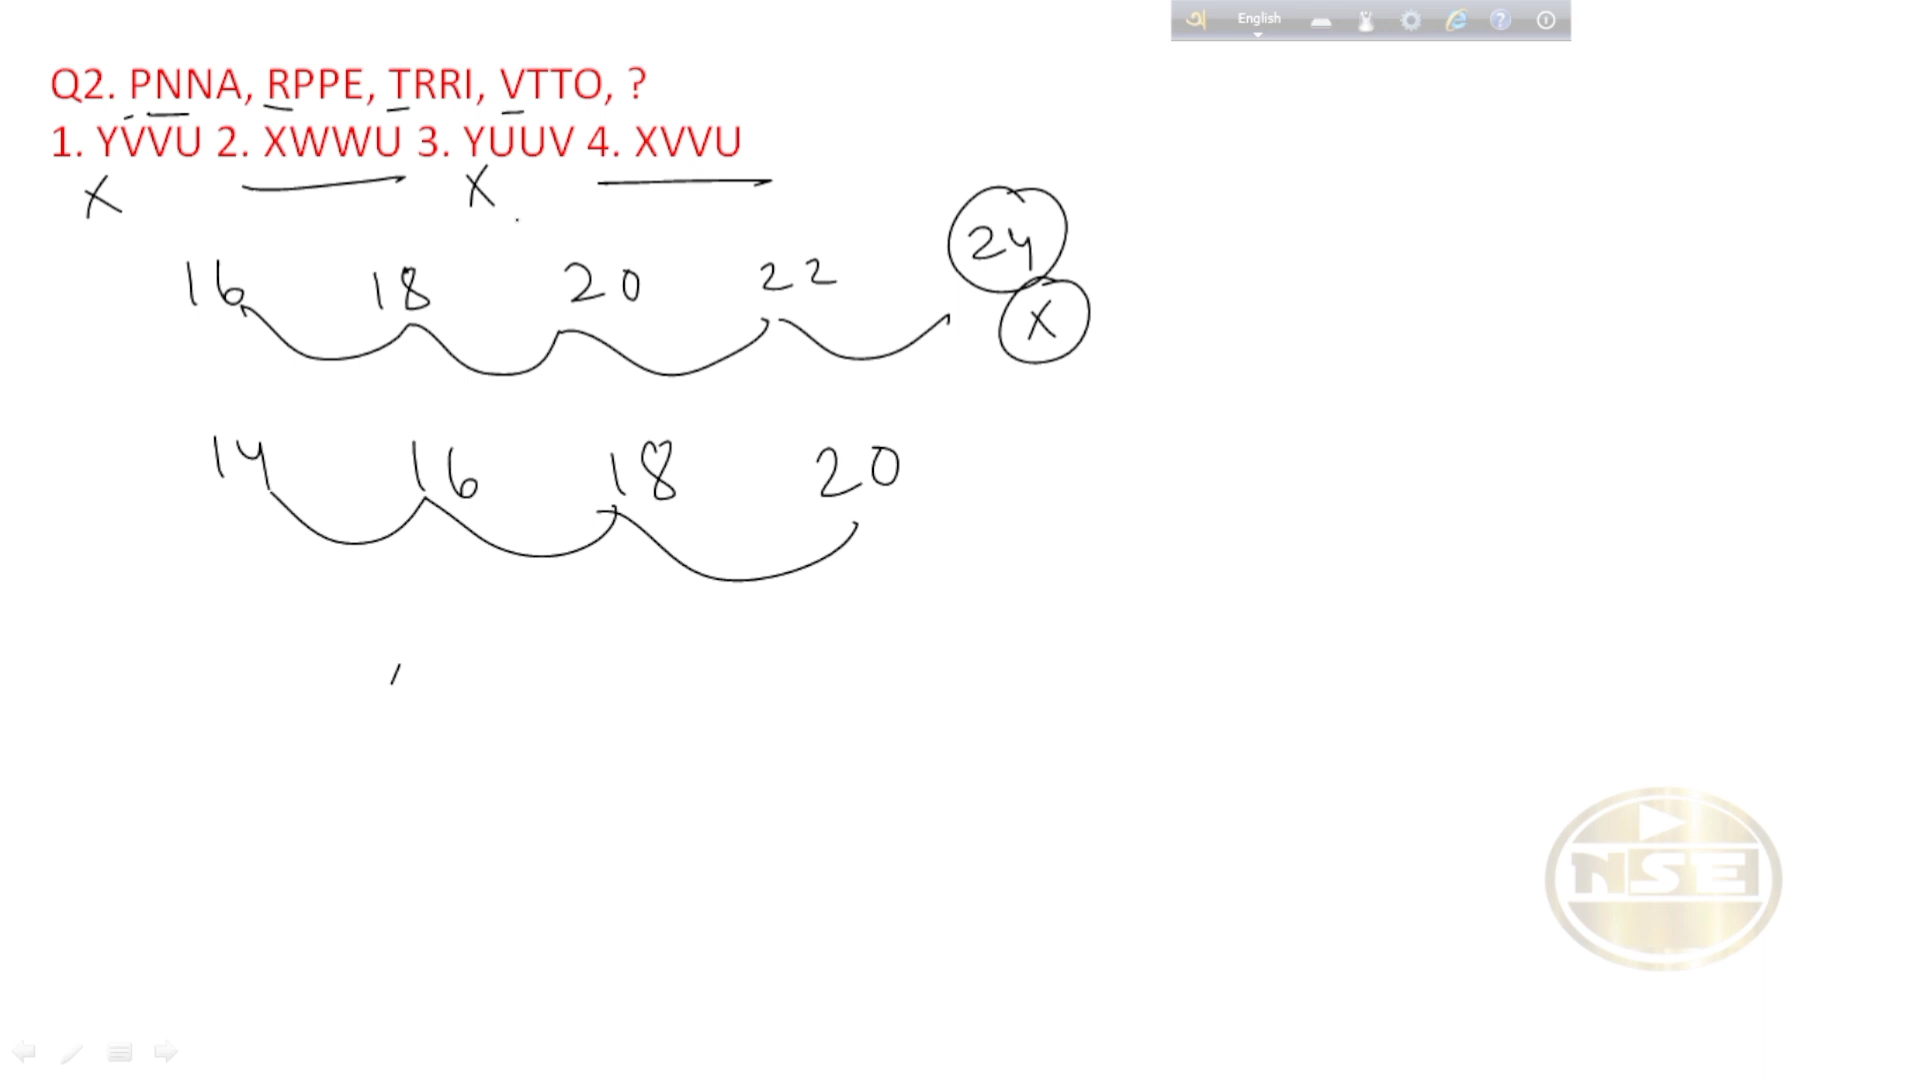 English
Q2. PNNA, RPPE, TRRI, VTTO, ?
1. YVVU 2. XWWU 3. YUUV 4. XVVU
X X
24
16 18 20 22
X
14 16 18 20
NSE